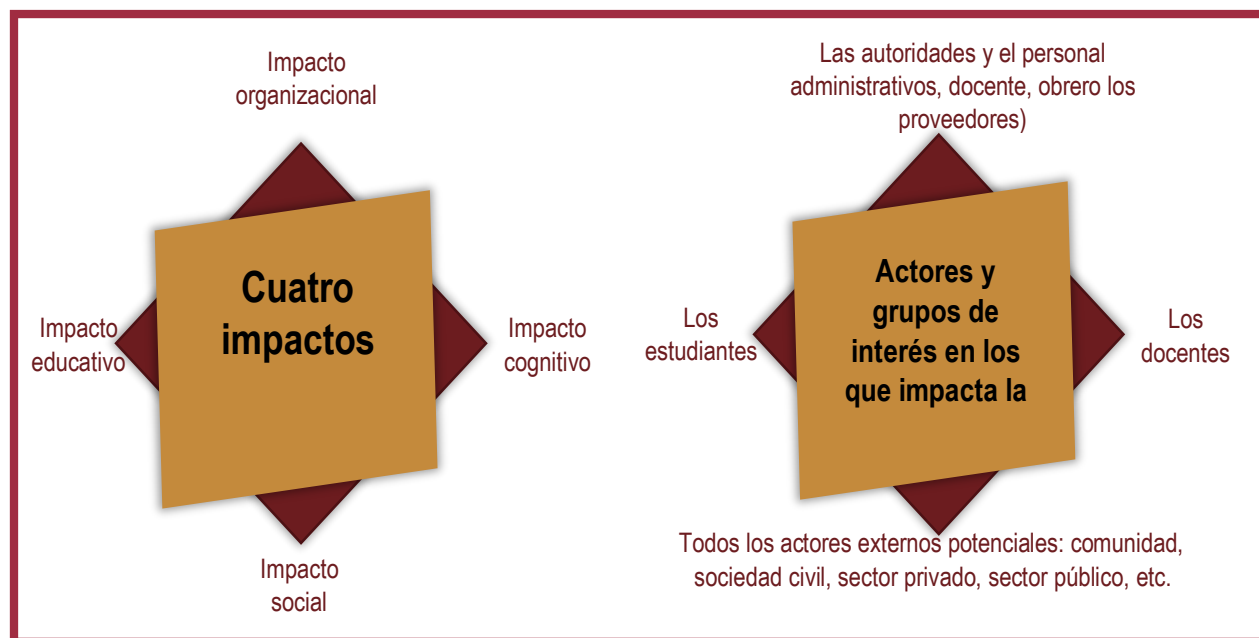 Impacto
organizacional
Cuatro
impactos
Impacto
educativo
Impacto
cognitivo
Impacto
social
Las autoridades y el personal
administrativos, docente, obrero los
proveedores)
Actores y
grupos de
interés en los
que impacta la
Los
estudiantes
Los
docentes
Todos los actores externos potenciales: comunidad,
sociedad civil, sector privado, sector público, etc.